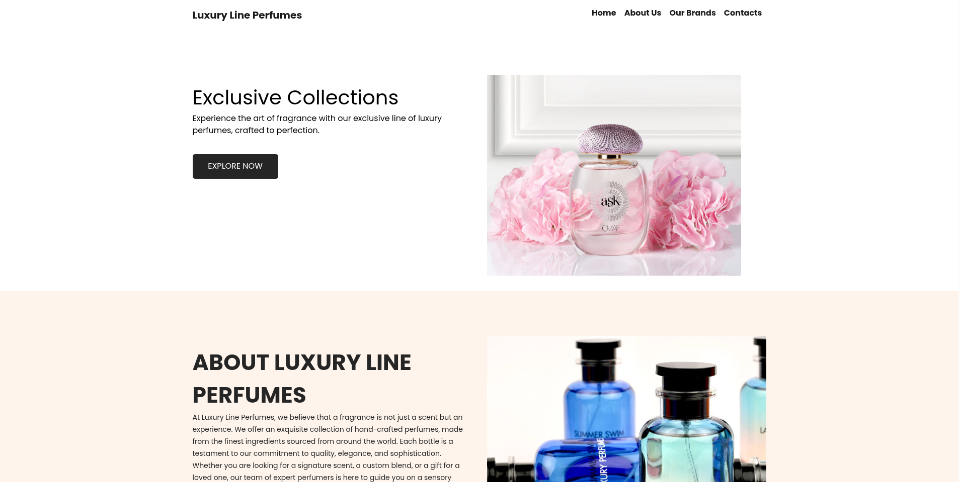 Luxury Line Perfumes
Home About Us Our Brands Contacts
Exclusive Collections
Experience the art of fragrance with our exclusive line of luxury
perfumes, crafted to perfection.
EXPLORE NOW
ask
ABOUT LUXURY LINE
PERFUMES
At Luxury Line Perfumes, we believe that a fragrance is not just a scent but an
experience. We offer an exquisite collection of hand-crafted perfumes, made
from the finest ingredients sourced from around the world. Each bottle is a
testament to our commitment to quality, elegance, and sophistication.
Whether you are looking for a signature scent, a custom blend, or a gift for a
loved one, our team of expert perfumes is here to guide you on a sensory
SUMMER SWIM